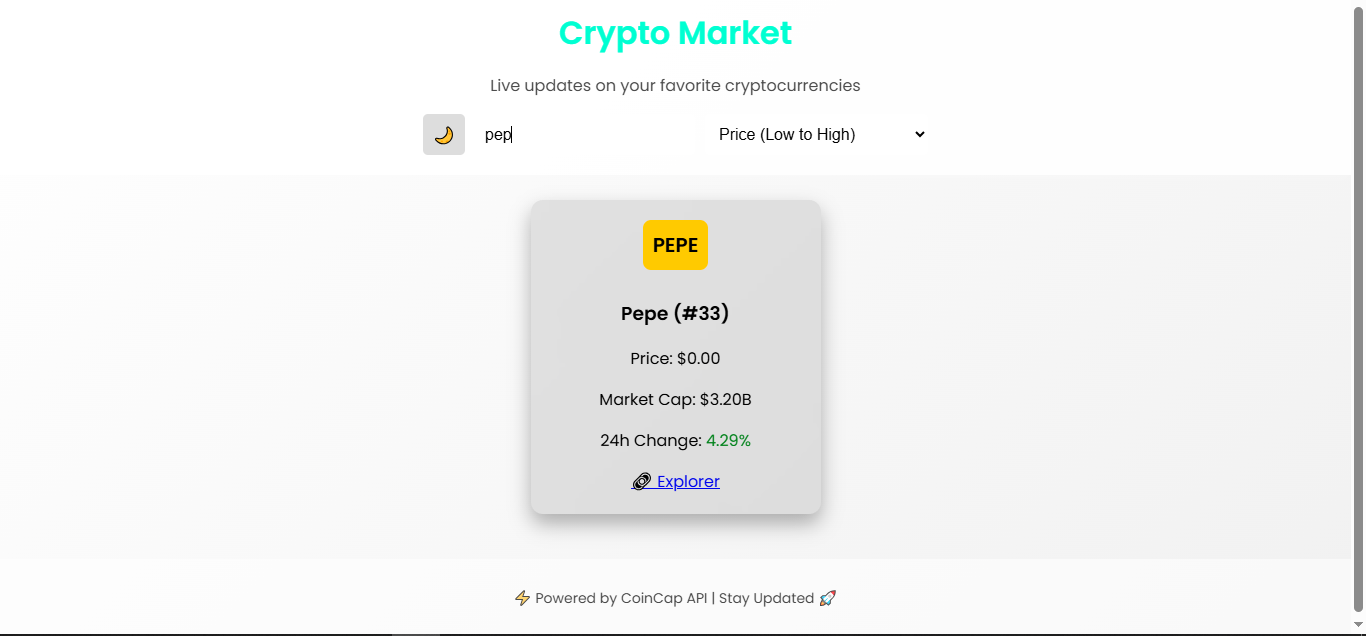 Crypto Market
Live updates on your favorite cryptocurrencies
pep
Price (Low to High)
PEPE
Pepe (#33)
Price: $0.00
Market Cap: $3.20B
24h Change: 4.29%
Explorer
⚡ Powered by CoinCap API | Stay Updated 🚀